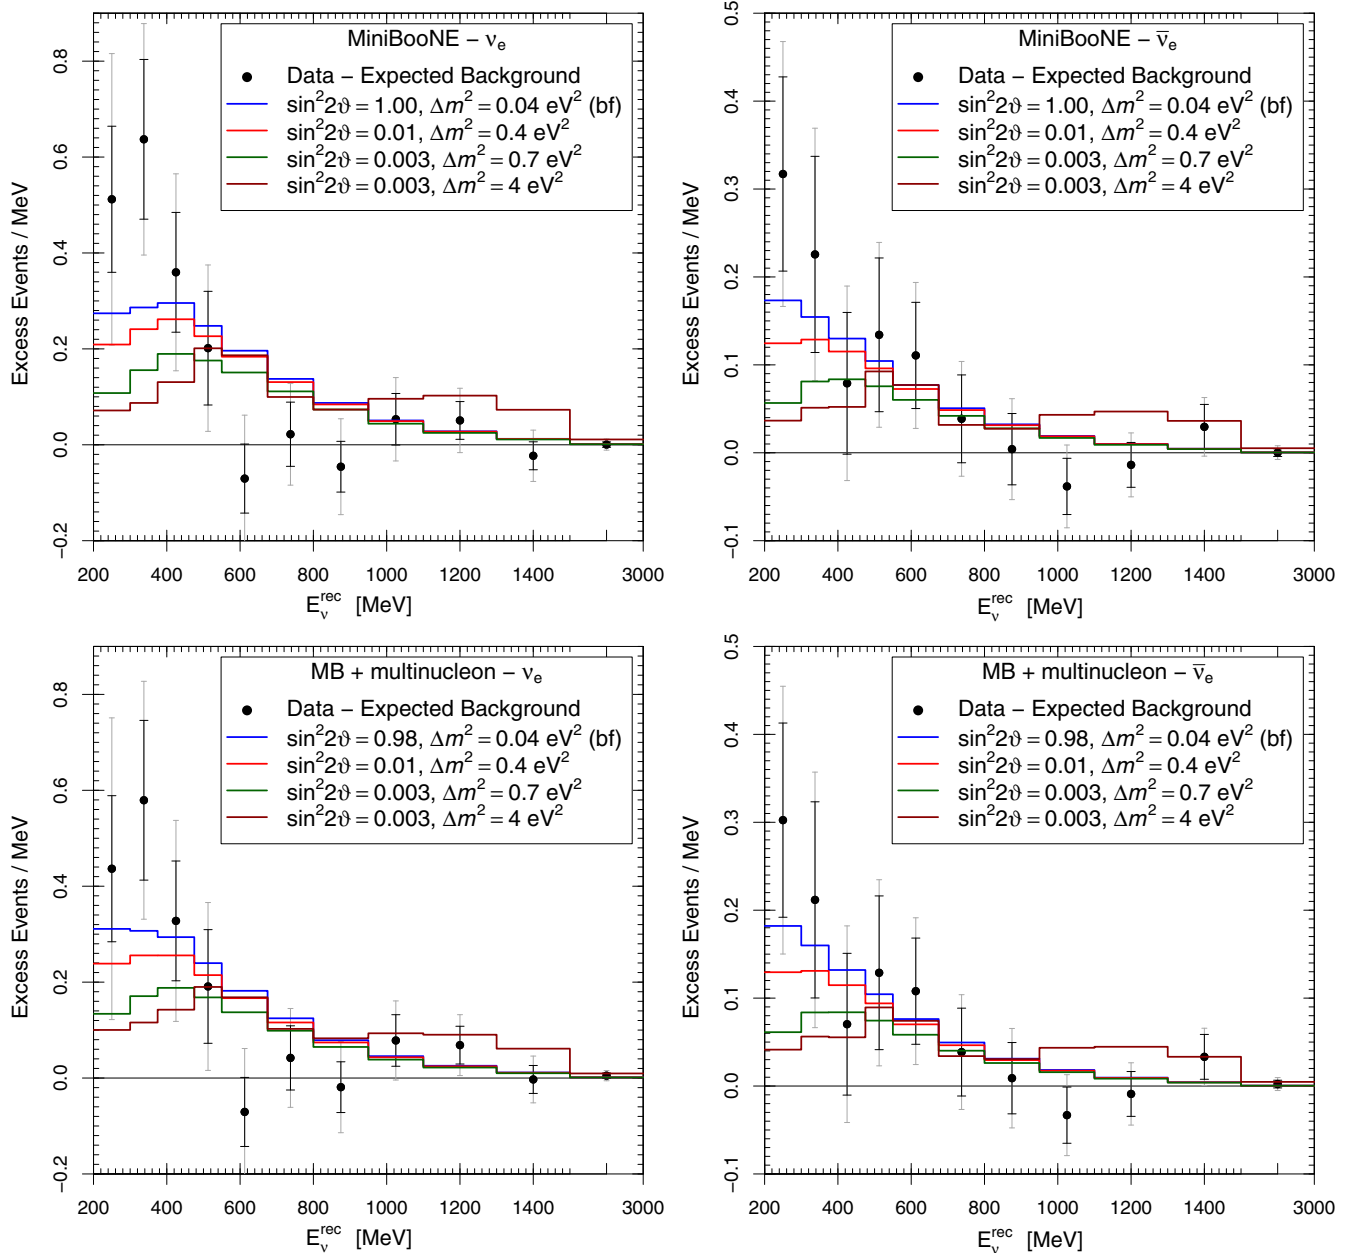 MiniBooNE − νe
Data − Expected Background
sin²2ϑ = 1.00, Δm² = 0.04 eV² (bf)
sin²2ϑ = 0.01, Δm² = 0.4 eV²
sin²2ϑ = 0.003, Δm² = 0.7 eV²
sin²2ϑ = 0.003, Δm² = 4 eV²
Excess Events / MeV
0.8
0.6
0.4
0.2
0.0
−0.2
200 400 600 800 1000 1200 1400 3000
E_ν^rec [MeV]
MiniBooNE − ν̄e
Data − Expected Background
sin²2ϑ = 1.00, Δm² = 0.04 eV² (bf)
sin²2ϑ = 0.01, Δm² = 0.4 eV²
sin²2ϑ = 0.003, Δm² = 0.7 eV²
sin²2ϑ = 0.003, Δm² = 4 eV²
Excess Events / MeV
0.5
0.4
0.3
0.2
0.1
0.0
−0.1
200 400 600 800 1000 1200 1400 3000
E_ν^rec [MeV]
MB + multinucleon − νe
Data − Expected Background
sin²2ϑ = 0.98, Δm² = 0.04 eV² (bf)
sin²2ϑ = 0.01, Δm² = 0.4 eV²
sin²2ϑ = 0.003, Δm² = 0.7 eV²
sin²2ϑ = 0.003, Δm² = 4 eV²
Excess Events / MeV
0.8
0.6
0.4
0.2
0.0
−0.2
200 400 600 800 1000 1200 1400 3000
E_ν^rec [MeV]
MB + multinucleon − ν̄e
Data − Expected Background
sin²2ϑ = 0.98, Δm² = 0.04 eV² (bf)
sin²2ϑ = 0.01, Δm² = 0.4 eV²
sin²2ϑ = 0.003, Δm² = 0.7 eV²
sin²2ϑ = 0.003, Δm² = 4 eV²
Excess Events / MeV
0.5
0.4
0.3
0.2
0.1
0.0
−0.1
200 400 600 800 1000 1200 1400 3000
E_ν^rec [MeV]